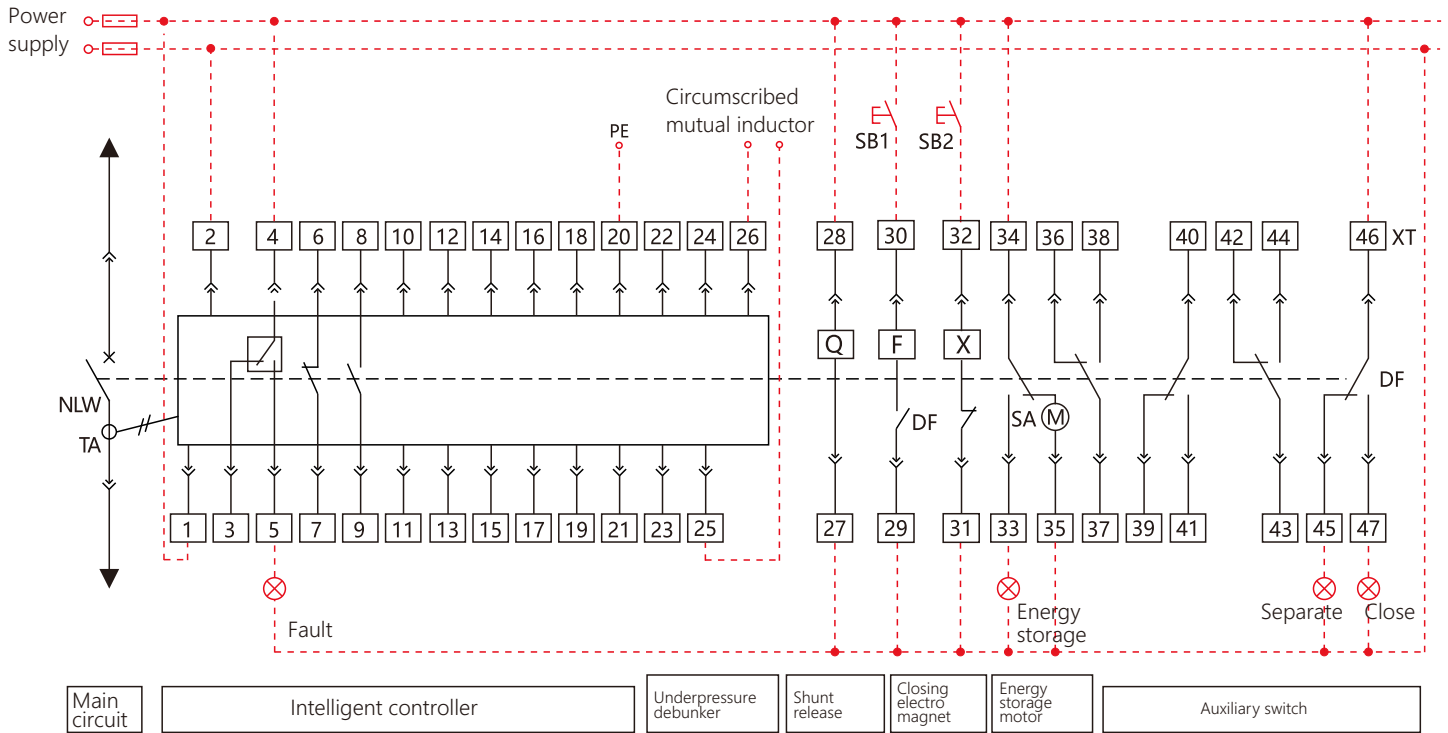 Power
supply
Circumscribed
mutual inductor
PE
SB1
SB2
2
4
6
8
10
12
14
16
18
20
22
24
26
28
30
32
34
36
38
40
42
44
46
XT
Q
F
X
DF
NLW
TA
DF
SA
M
1
3
5
7
9
11
13
15
17
19
21
23
25
27
29
31
33
35
37
39
41
43
45
47
Fault
Energy
storage
Separate
Close
Main
circuit
Intelligent controller
Underpressure
debunker
Shunt
release
Closing
electro
magnet
Energy
storage
motor
Auxiliary switch